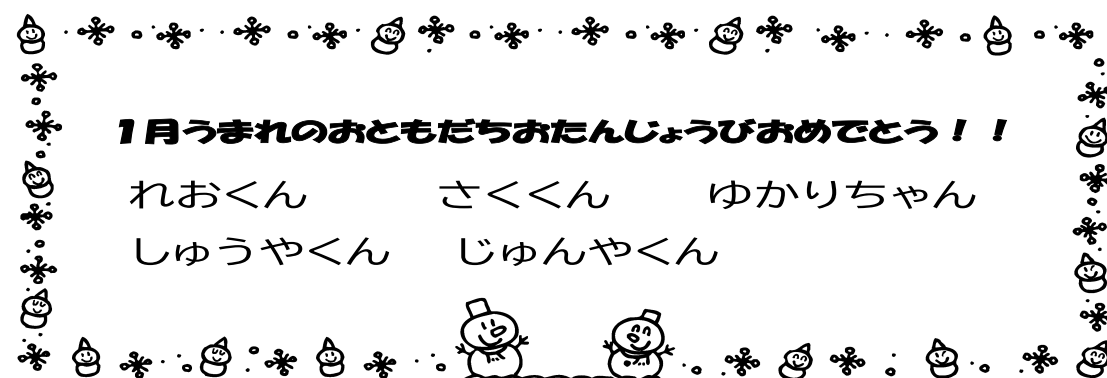 1月うまれのおともだちおたんじょうびおめでとう！！
れおくん　さくくん　ゆかりちゃん
しゅうやくん　じゅんやくん